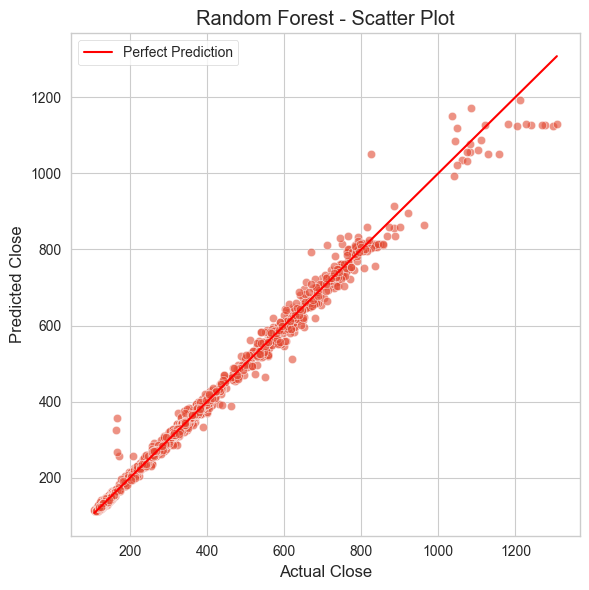 Random Forest - Scatter Plot
Perfect Prediction
1200
1000
800
600
400
200
Predicted Close
200 400 600 800 1000 1200
Actual Close